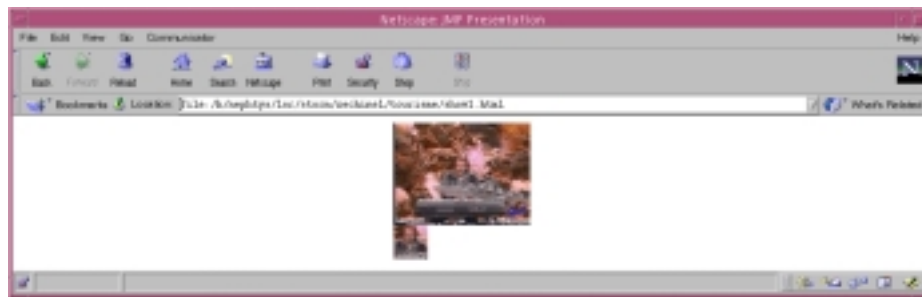 Netscape: JMF Presentation
File Edit View Go Communicator Help
Back Forward Reload Home Search Netscape Print Security Shop Stop
Bookmarks Location: What's Related